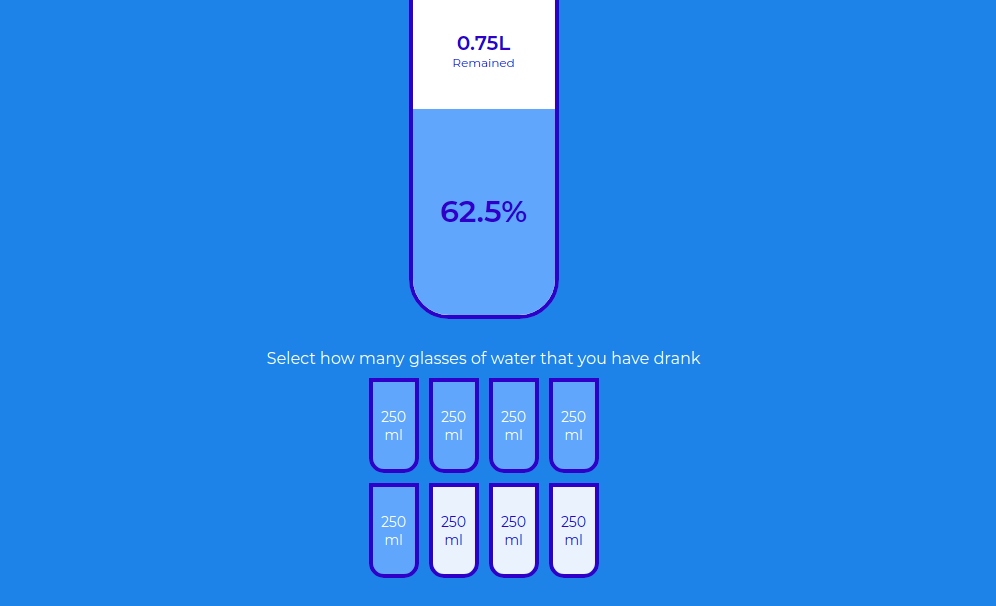 0.75L
Remained
62.5%
Select how many glasses of water that you have drank
250 250 250 250
ml ml ml ml
250 250 250 250
ml ml ml ml